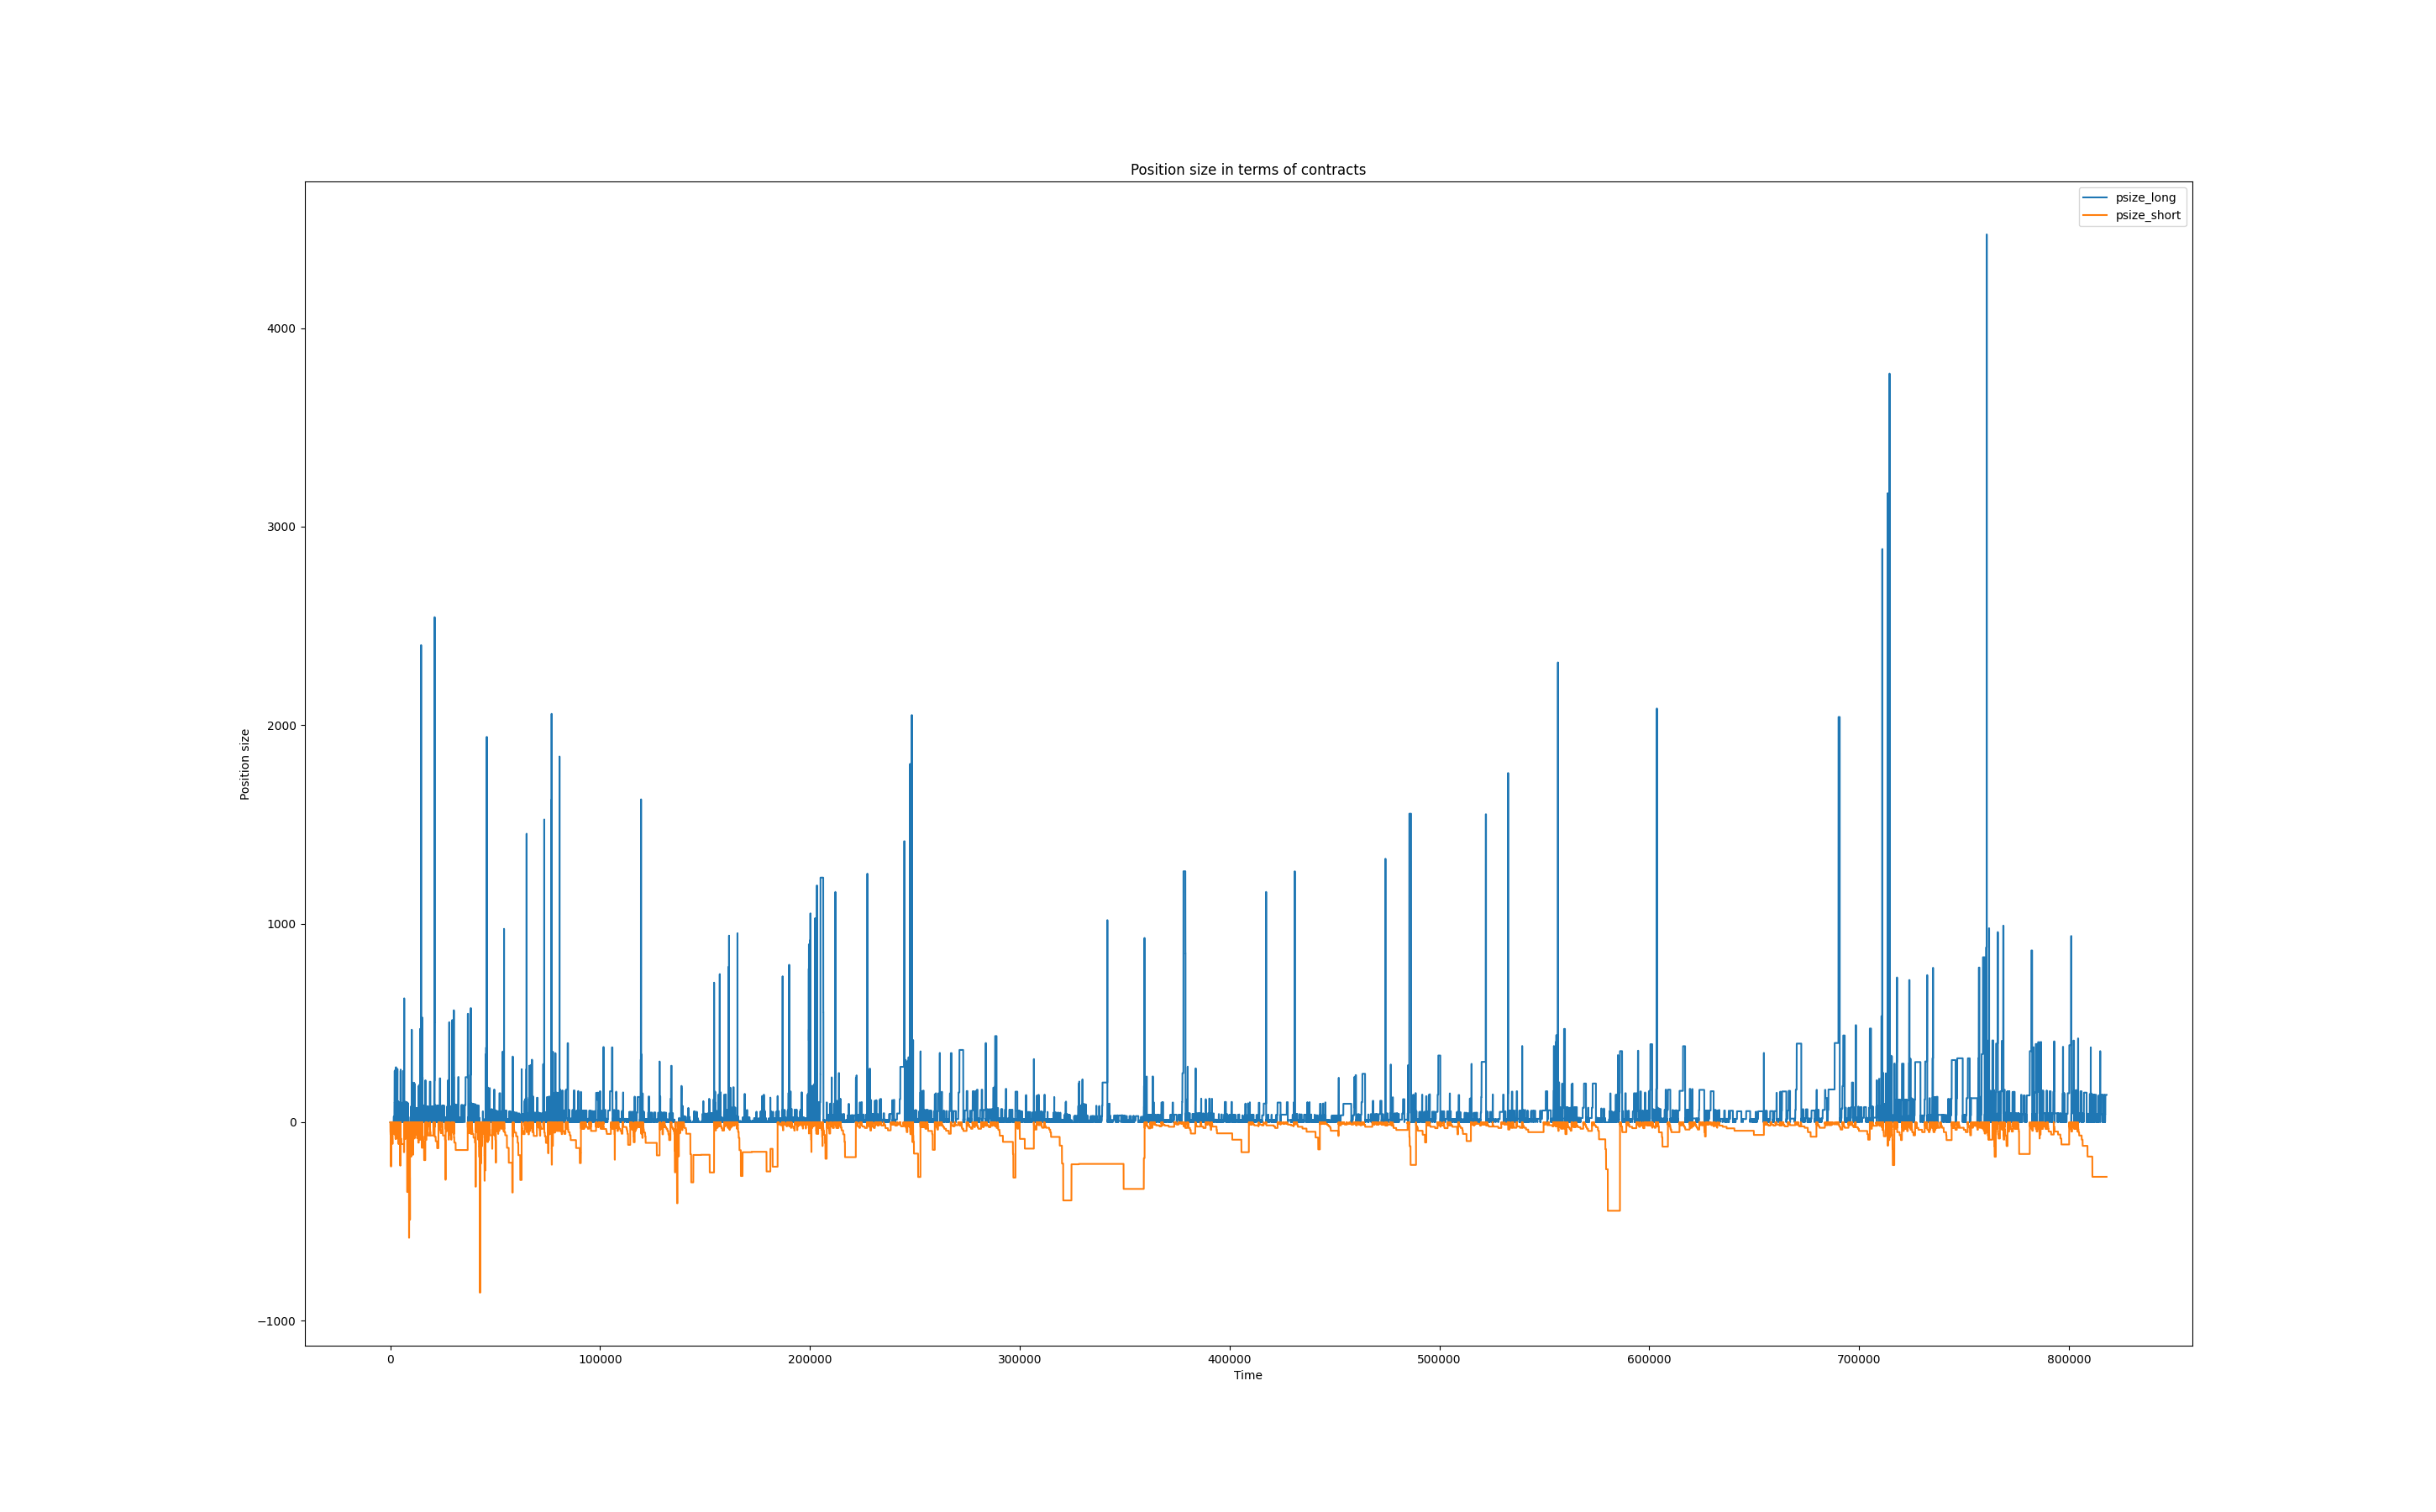 Position size in terms of contracts
psize_long
psize_short
Position size
4000
3000
2000
1000
0
−1000
0 100000 200000 300000 400000 500000 600000 700000 800000
Time